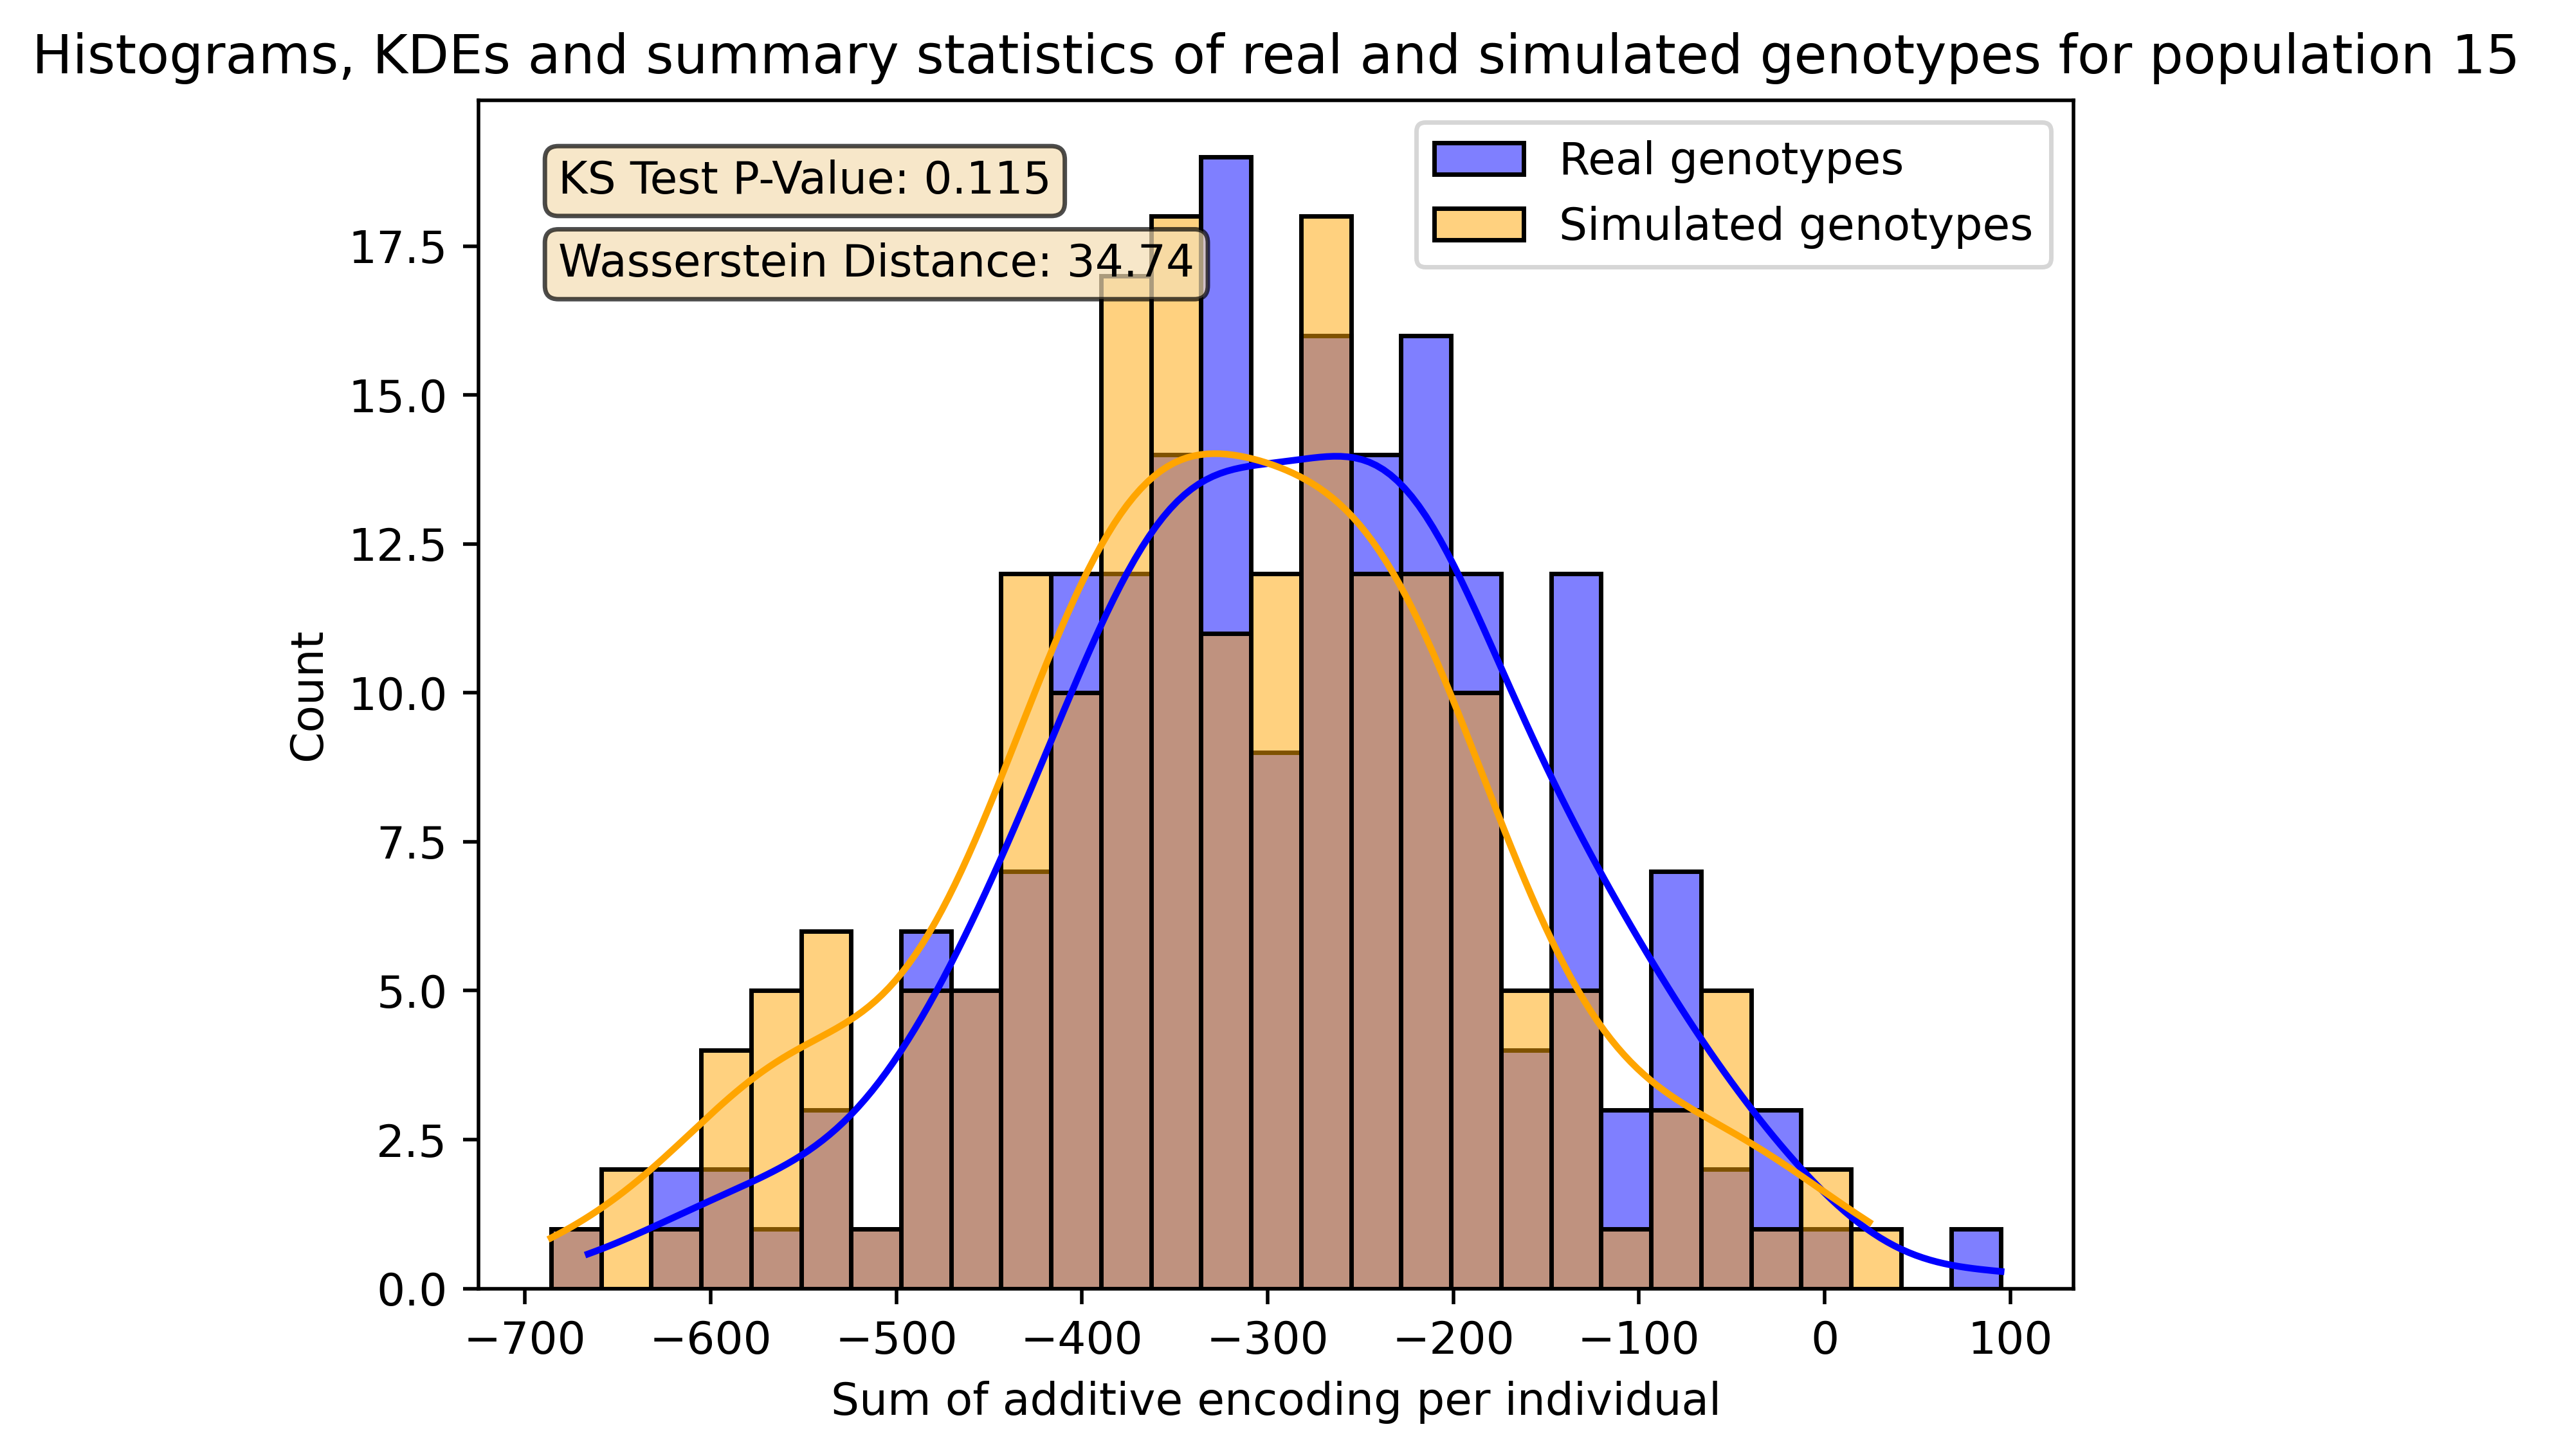 Histograms, KDEs and summary statistics of real and simulated genotypes for population 15
KS Test P-Value: 0.115
Wasserstein Distance: 34.74
Real genotypes
Simulated genotypes
Count
17.5
15.0
12.5
10.0
7.5
5.0
2.5
0.0
−700 −600 −500 −400 −300 −200 −100 0 100
Sum of additive encoding per individual